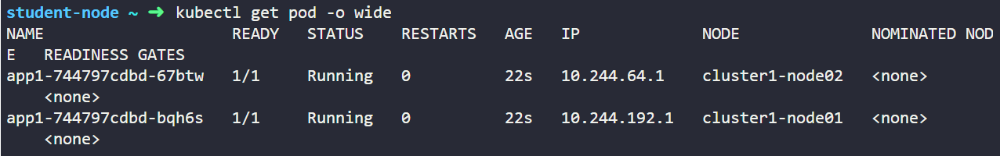 student-node ~ ➜ kubectl get pod -o wide
NAME                    READY   STATUS    RESTARTS   AGE   IP             NODE             NOMINATED NOD
E   READINESS GATES
app1-744797cdbd-67btw   1/1     Running   0          22s   10.244.64.1    cluster1-node02   <none>
    <none>
app1-744797cdbd-bqh6s   1/1     Running   0          22s   10.244.192.1   cluster1-node01   <none>
    <none>